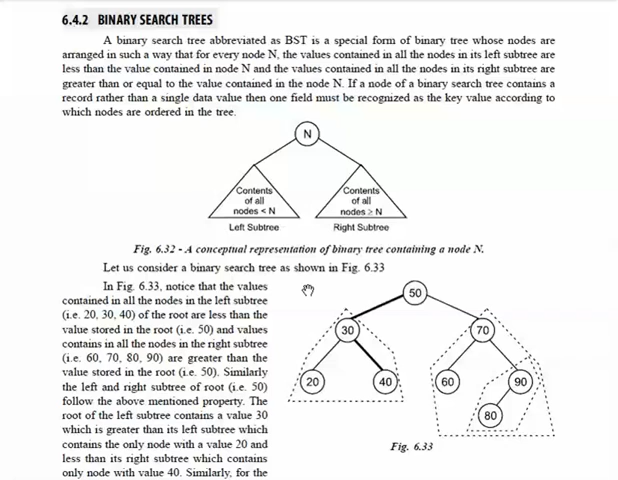 6.4.2 BINARY SEARCH TREES
A binary search tree abbreviated as BST is a special form of binary tree whose nodes are
arranged in such a way that for every node N, the values contained in all the nodes in its left subtree are
less than the value contained in node N and the values contained in all the nodes in its right subtree are
greater than or equal to the value contained in the node N. If a node of a binary search tree contains a
record rather than a single data value then one field must be recognized as the key value according to
which nodes are ordered in the tree.
N
Contents
of all
nodes < N
Contents
of all
nodes ≥ N
Left Subtree
Right Subtree
Fig. 6.32 - A conceptual representation of binary tree containing a node N.
Let us consider a binary search tree as shown in Fig. 6.33
In Fig. 6.33, notice that the values
contained in all the nodes in the left subtree
(i.e. 20, 30, 40) of the root are less than the
value stored in the root (i.e. 50) and values
contains in all the nodes in the right subtree
(i.e. 60, 70, 80, 90) are greater than the
value stored in the root (i.e. 50). Similarly
the left and right subtree of root (i.e. 50)
follow the above mentioned property. The
root of the left subtree contains a value 30
which is greater than its left subtree which
contains the only node with a value 20 and
less than its right subtree which contains
only node with value 40. Similarly, for the
50
30
70
20
40
60
90
80
Fig. 6.33